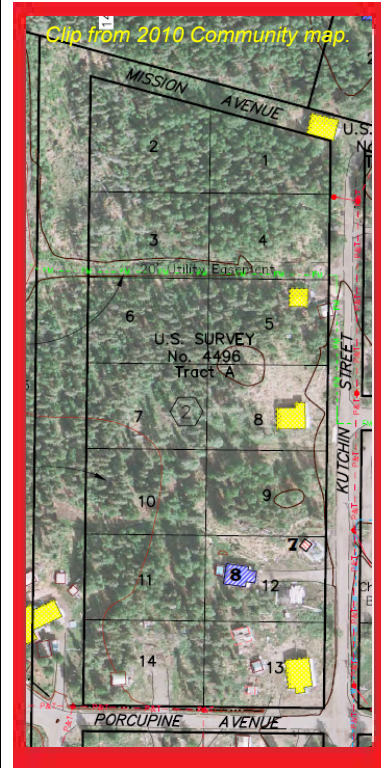 Clip from 2010 Community map.
MISSION AVENUE
U.S.
2
1
3
4
20' Utility Easement
6
5
U.S. SURVEY
No. 4496
Tract A
KUTCHIN STREET
7
2
8
10
9
7
11
8
12
14
13
P&T
P&T
P&T
PORCUPINE AVENUE